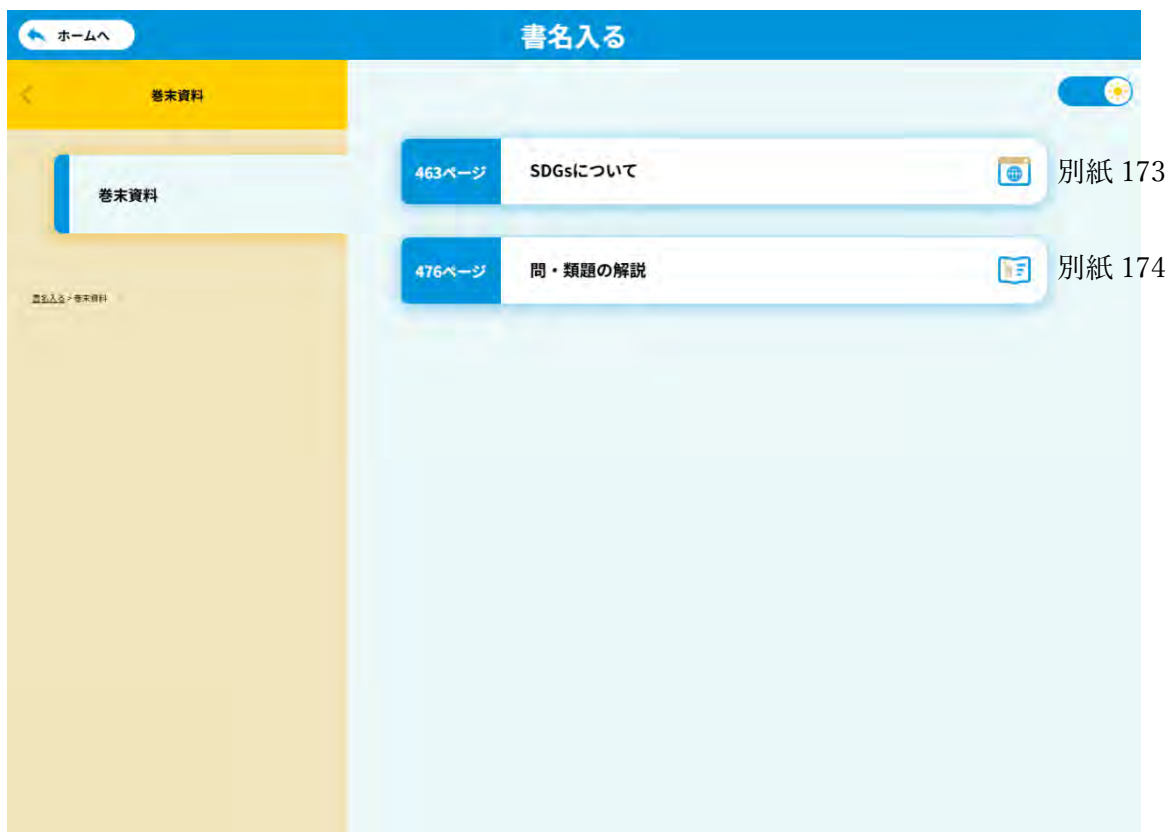 ホームへ
書名入る
巻末資料
巻末資料
書名入る > 巻末資料
463ページ SDGsについて 別紙 173
476ページ 問・類題の解説 別紙 174